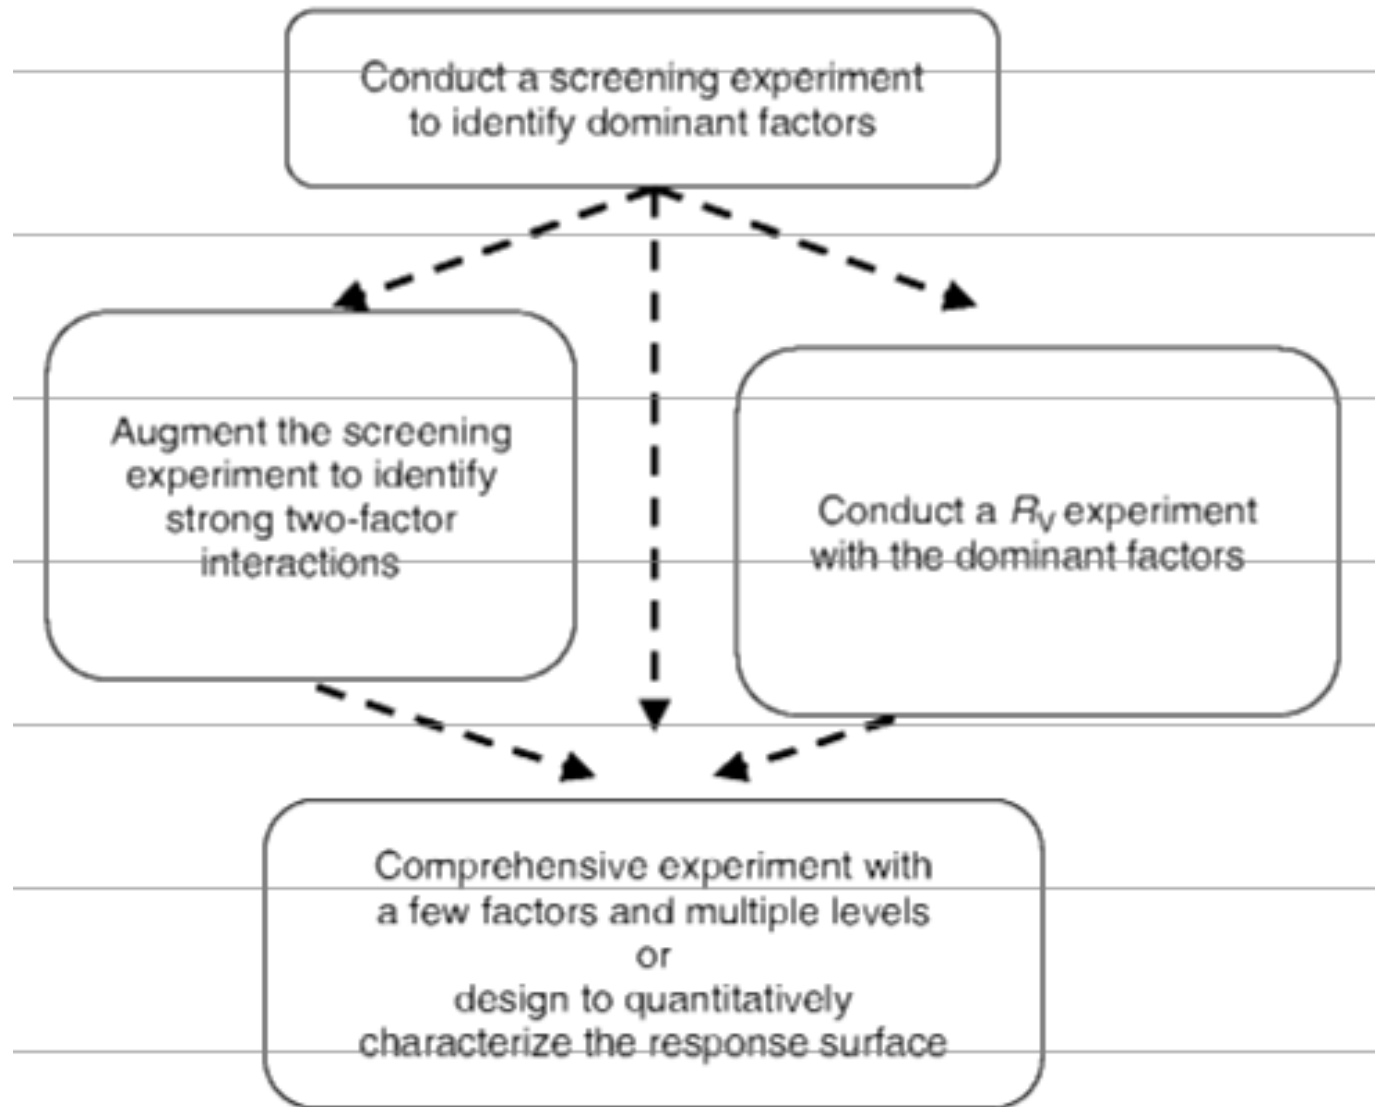 Conduct a screening experiment
to identify dominant factors
Augment the screening
experiment to identify
strong two-factor
interactions
Conduct a RV experiment
with the dominant factors
Comprehensive experiment with
a few factors and multiple levels
or
design to quantitatively
characterize the response surface